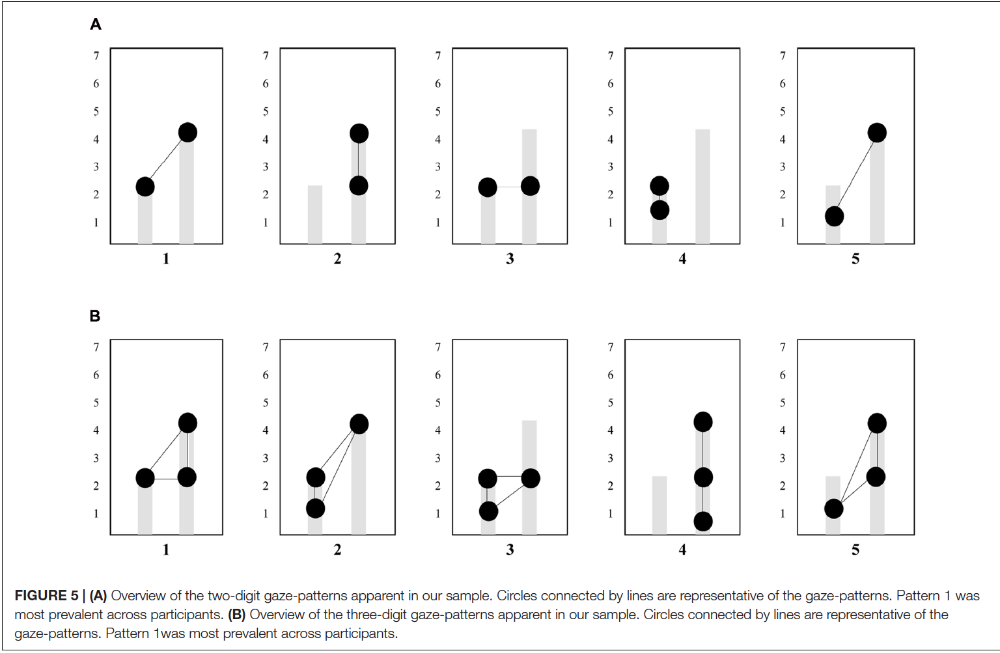 A
7 7 7 7 7
6 6 6 6 6
5 5 5 5 5
4 4 4 4 4
3 3 3 3 3
2 2 2 2 2
1 1 1 1 1
1 2 3 4 5
B
7 7 7 7 7
6 6 6 6 6
5 5 5 5 5
4 4 4 4 4
3 3 3 3 3
2 2 2 2 2
1 1 1 1 1
1 2 3 4 5
FIGURE 5 | (A) Overview of the two-digit gaze-patterns apparent in our sample. Circles connected by lines are representative of the gaze-patterns. Pattern 1 was
most prevalent across participants. (B) Overview of the three-digit gaze-patterns apparent in our sample. Circles connected by lines are representative of the
gaze-patterns. Pattern 1was most prevalent across participants.